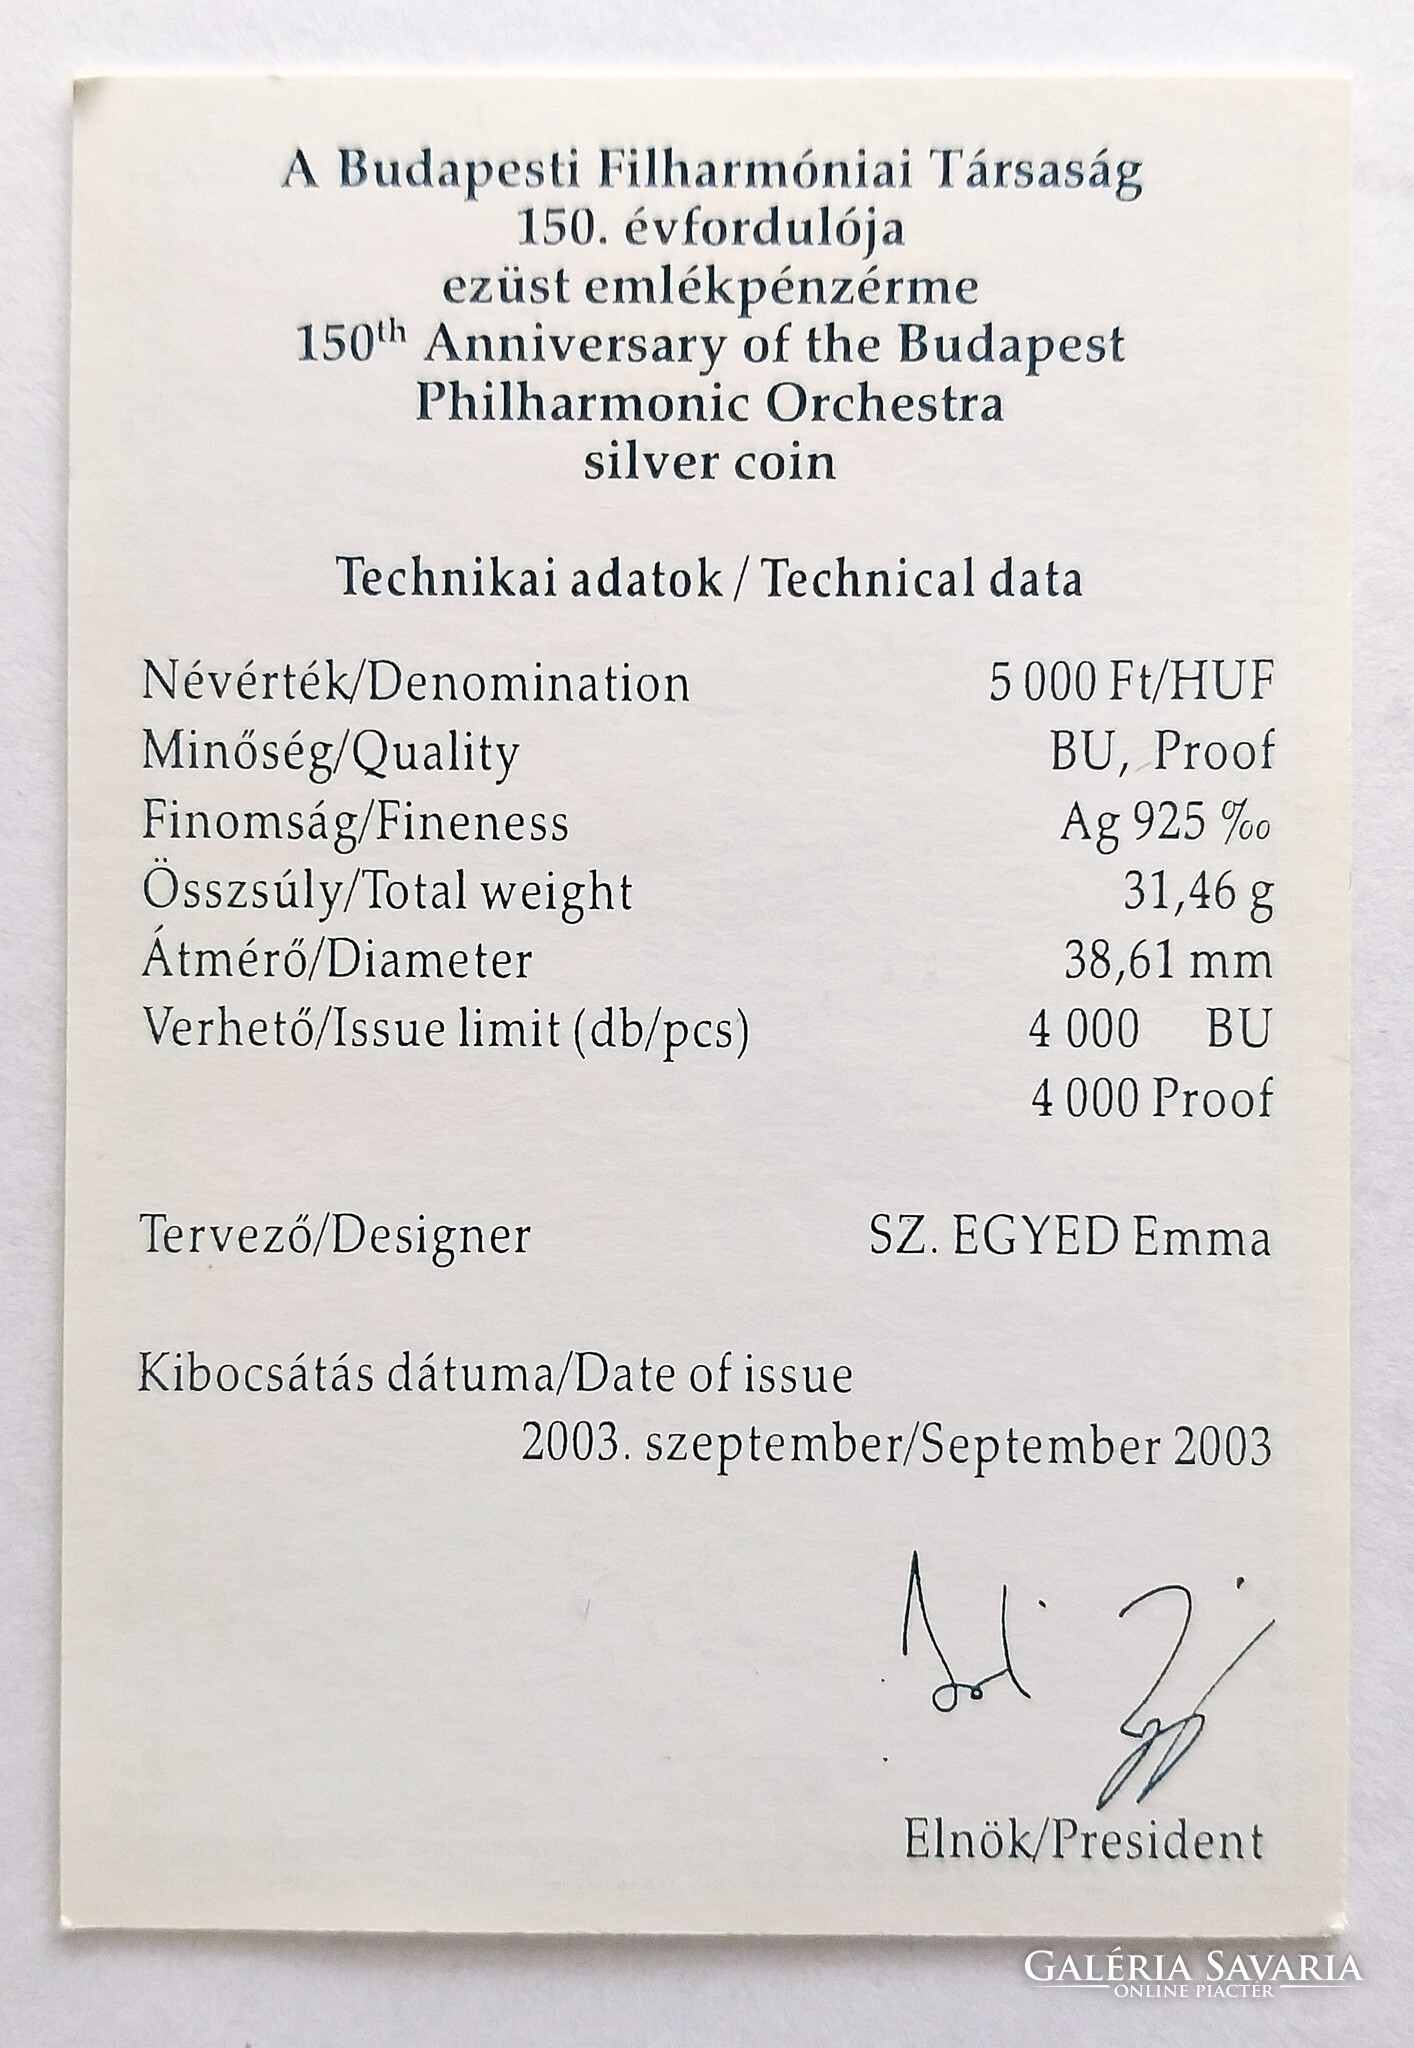 A Budapesti Filharmóniai Társaság
150. évfordulója
ezüst emlékpénzérme
150th Anniversary of the Budapest
Philharmonic Orchestra
silver coin
Technikai adatok / Technical data
Névérték/Denomination 5 000 Ft/HUF
Minőség/Quality BU, Proof
Finomság/Fineness Ag 925 ‰
Összsúly/Total weight 31,46 g
Átmérő/Diameter 38,61 mm
Verhető/Issue limit (db/pcs) 4 000 BU
4 000 Proof
Tervező/Designer SZ. EGYED Emma
Kibocsátás dátuma/Date of issue
2003. szeptember/September 2003
Elnök/President
GALÉRIA SAVARIA
ONLINE PIACTÉR